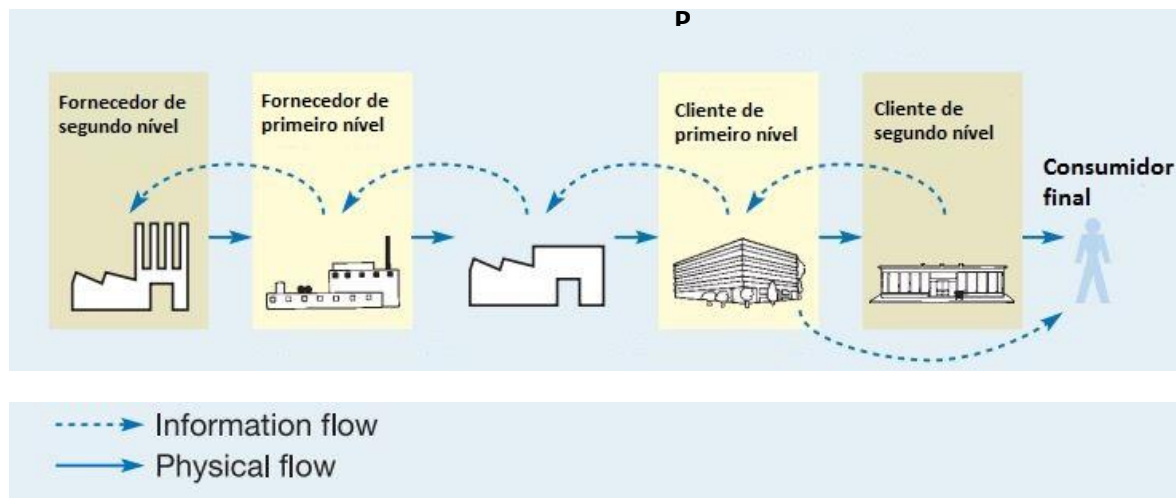 P
Fornecedor de
segundo nível
Fornecedor de
primeiro nível
Cliente de
primeiro nível
Cliente de
segundo nível
Consumidor
final
Information flow
Physical flow